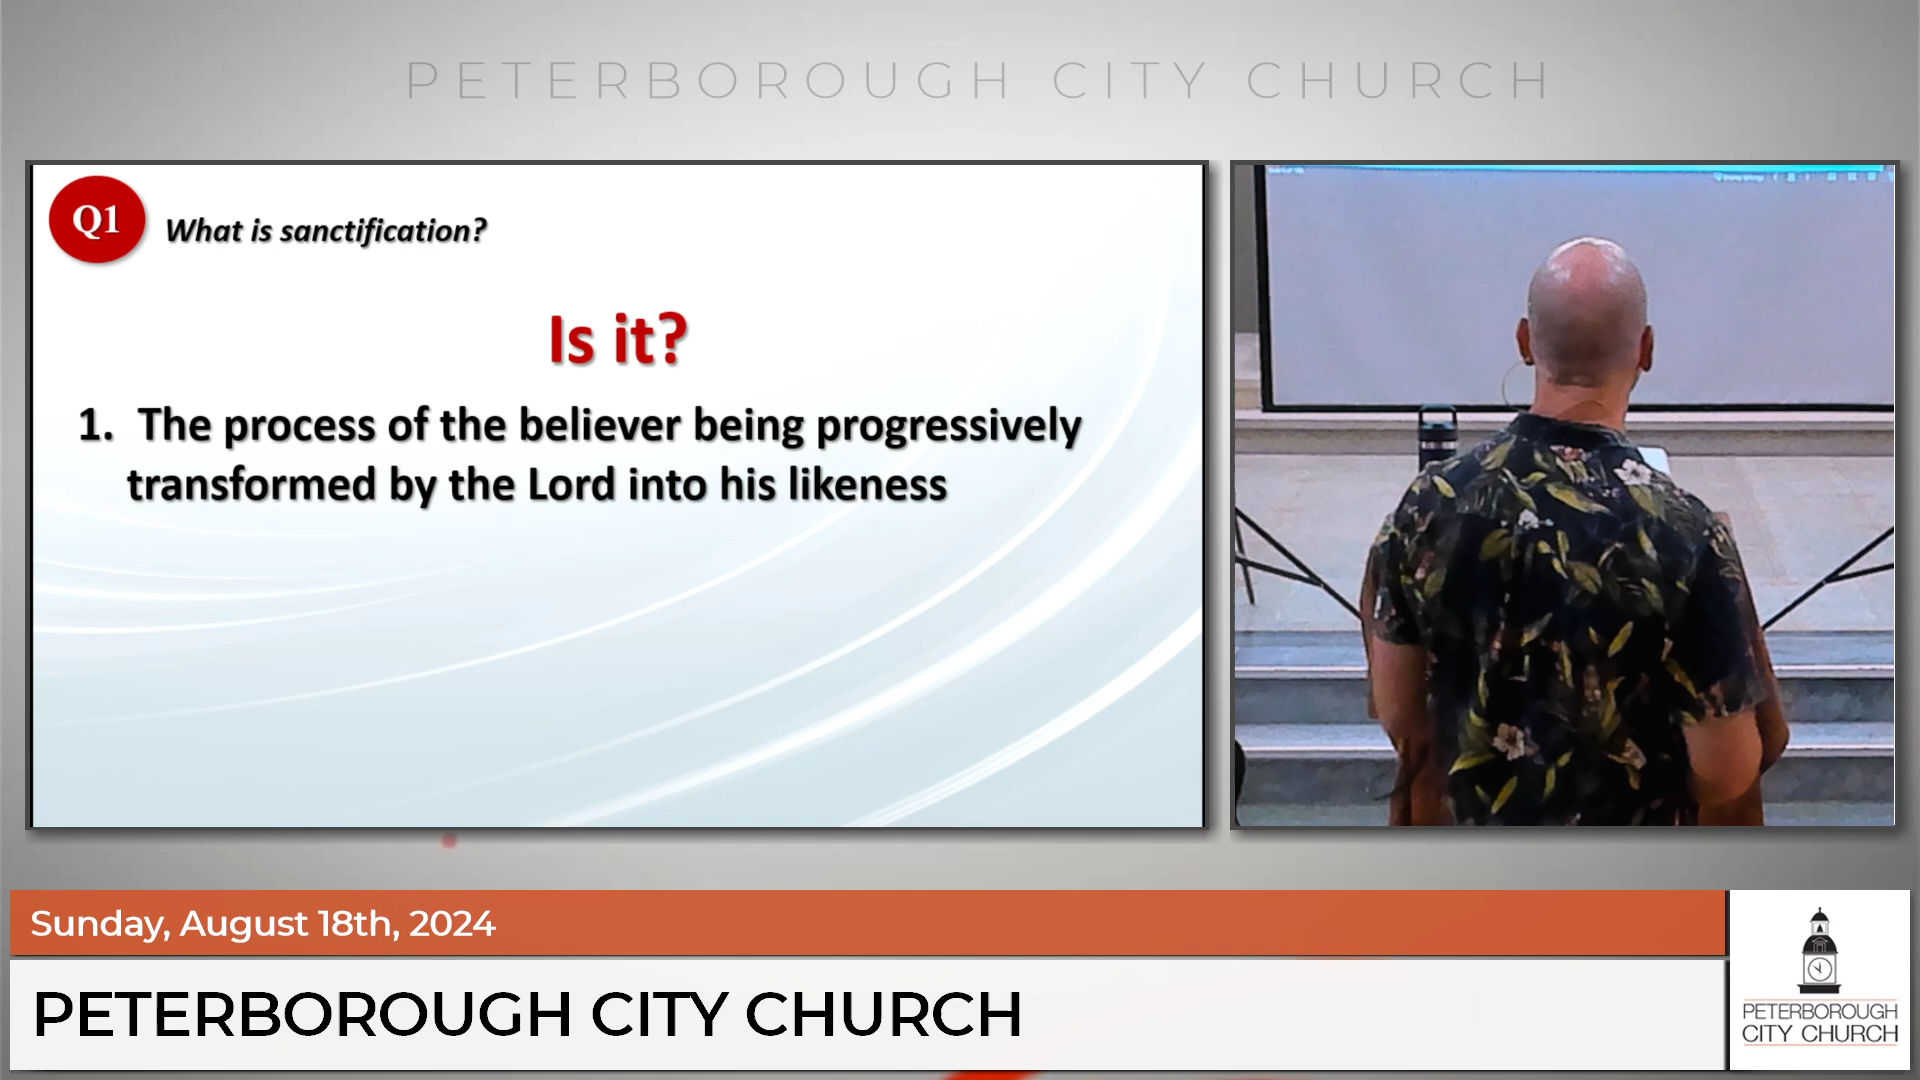 PETERBOROUGH CITY CHURCH
Q1
What is sanctification?
Is it?
1. The process of the believer being progressively
transformed by the Lord into his likeness
Sunday, August 18th, 2024
PETERBOROUGH CITY CHURCH
PETERBOROUGH
CITY CHURCH